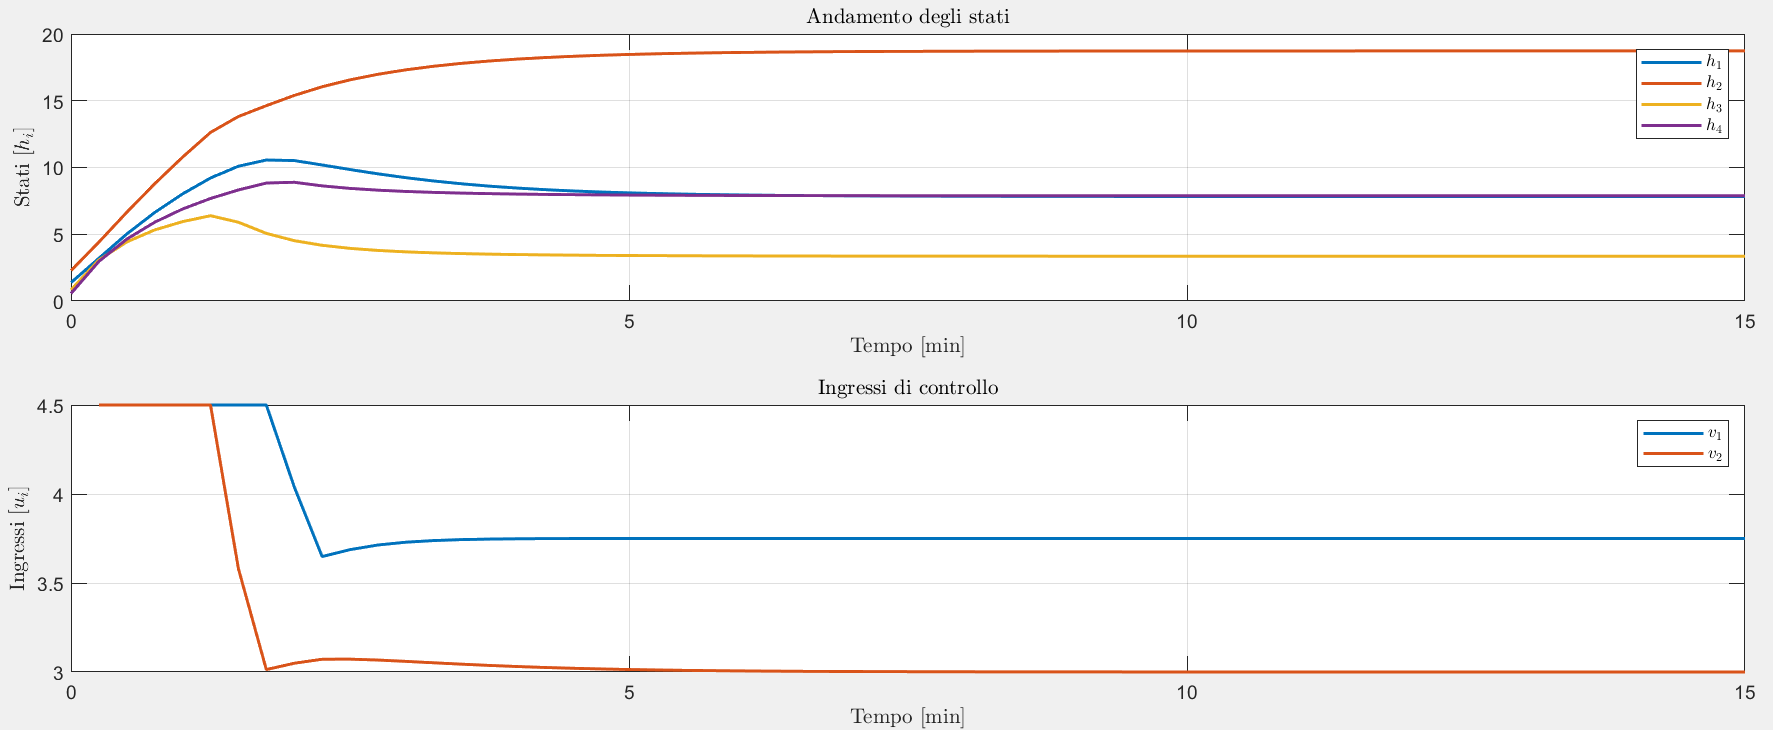 Andamento degli stati
20
15
10
5
0
Stati [h_i]
h_1
h_2
h_3
h_4
0 5 10 15
Tempo [min]
Ingressi di controllo
4.5
4
3.5
3
Ingressi [u_i]
v_1
v_2
0 5 10 15
Tempo [min]